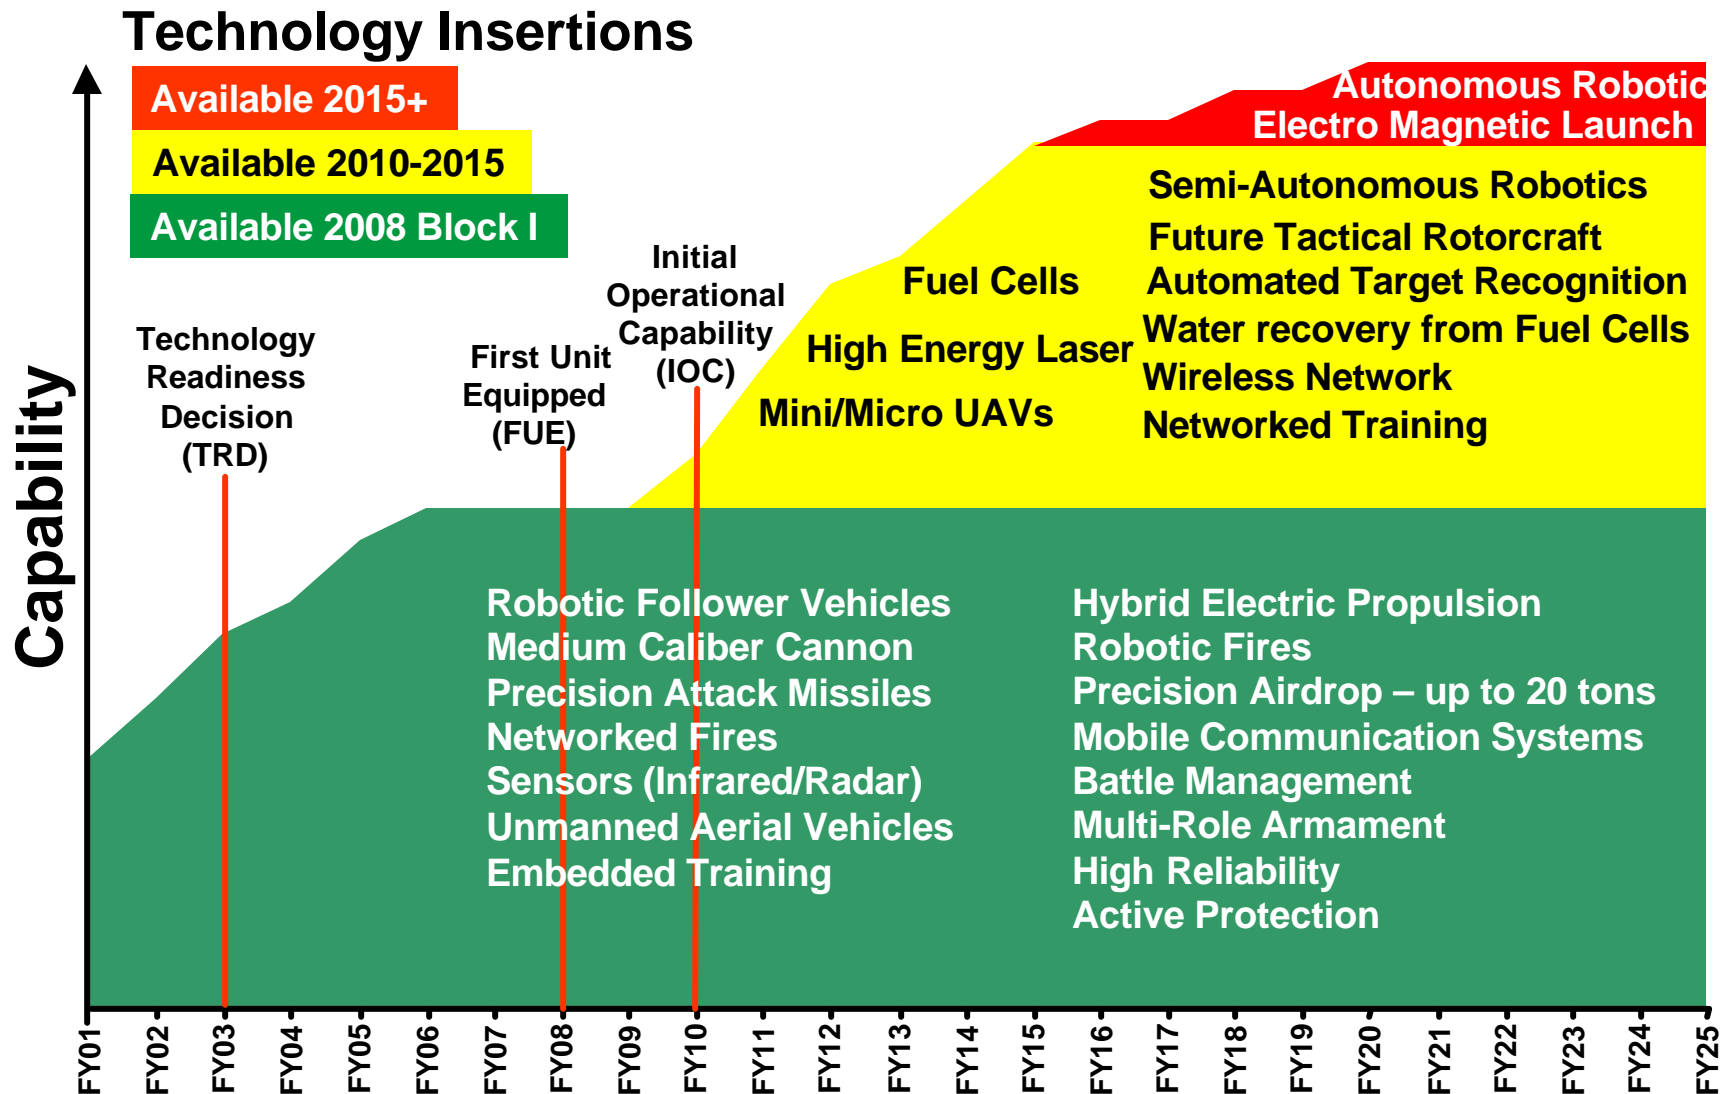 Technology Insertions
Available 2015+
Available 2010-2015
Available 2008 Block I
Capability
Technology
Readiness
Decision
(TRD)
First Unit
Equipped
(FUE)
Initial
Operational
Capability
(IOC)
Autonomous Robotic
Electro Magnetic Launch
Fuel Cells
High Energy Laser
Mini/Micro UAVs
Semi-Autonomous Robotics
Future Tactical Rotorcraft
Automated Target Recognition
Water recovery from Fuel Cells
Wireless Network
Networked Training
Robotic Follower Vehicles
Medium Caliber Cannon
Precision Attack Missiles
Networked Fires
Sensors (Infrared/Radar)
Unmanned Aerial Vehicles
Embedded Training
Hybrid Electric Propulsion
Robotic Fires
Precision Airdrop – up to 20 tons
Mobile Communication Systems
Battle Management
Multi-Role Armament
High Reliability
Active Protection
FY01
FY02
FY03
FY04
FY05
FY06
FY07
FY08
FY09
FY10
FY11
FY12
FY13
FY14
FY15
FY16
FY17
FY18
FY19
FY20
FY21
FY22
FY23
FY24
FY25